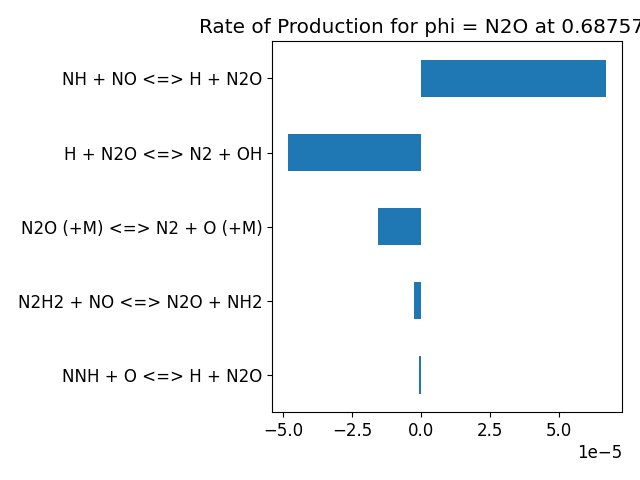 Rate of Production for phi = N2O at 0.68757
NH + NO <=> H + N2O
H + N2O <=> N2 + OH
N2O (+M) <=> N2 + O (+M)
N2H2 + NO <=> N2O + NH2
NNH + O <=> H + N2O
−5.0 −2.5 0.0 2.5 5.0
1e−5